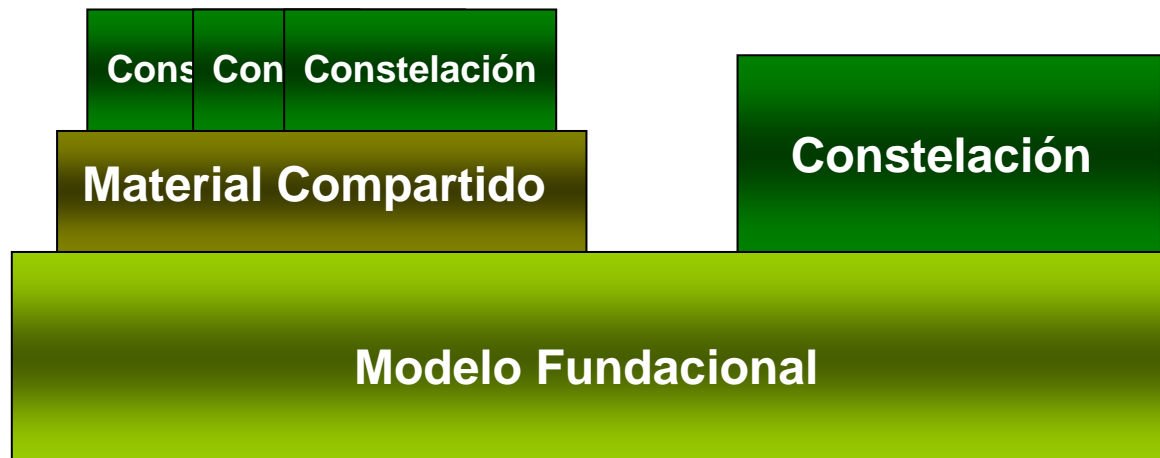 Cons
Con
Constelación
Constelación
Material Compartido
Modelo Fundacional